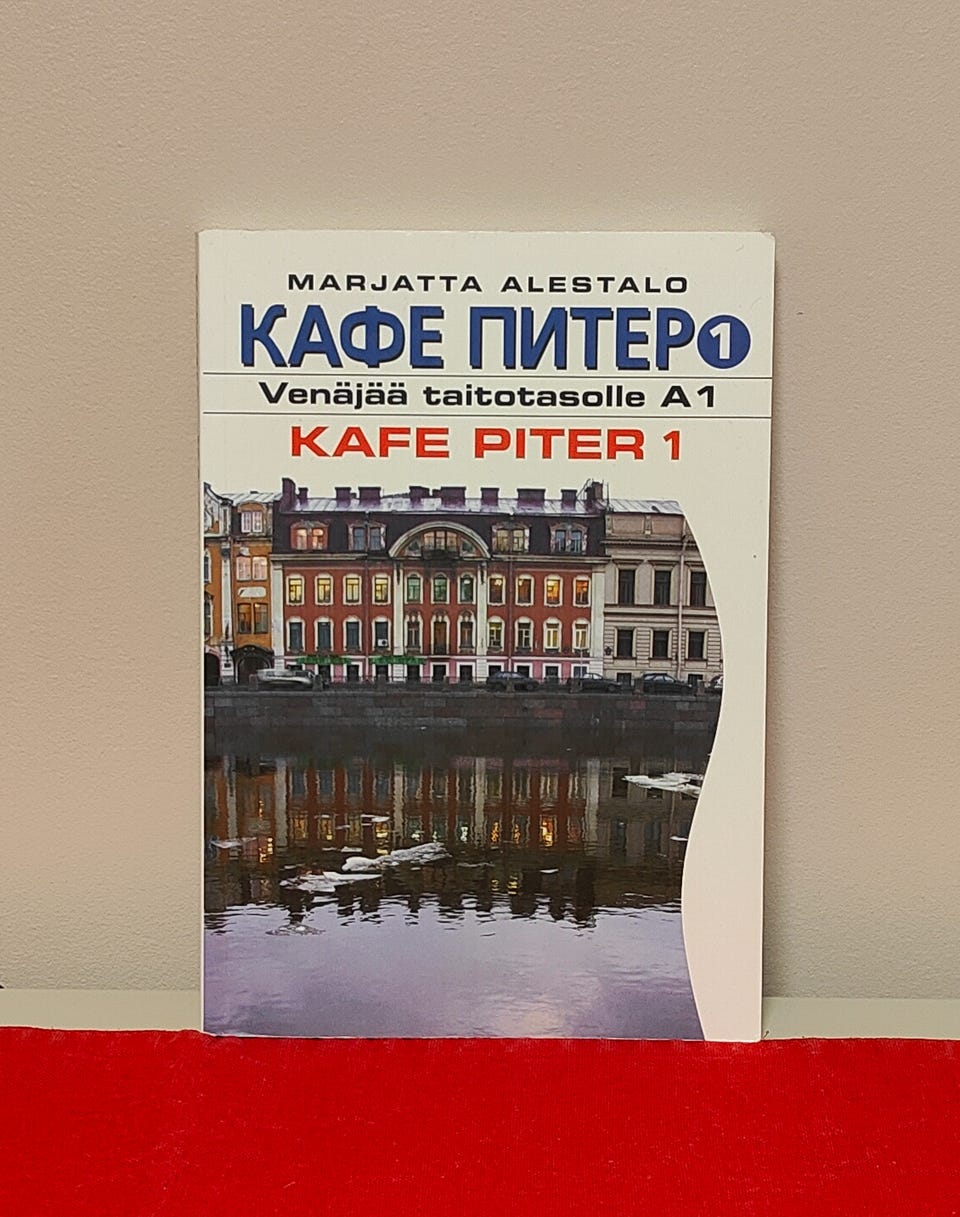 MARJATTA ALESTALO
КАФЕ ПИТЕР 1
Venäjää taitotasolle A1
KAFE PITER 1